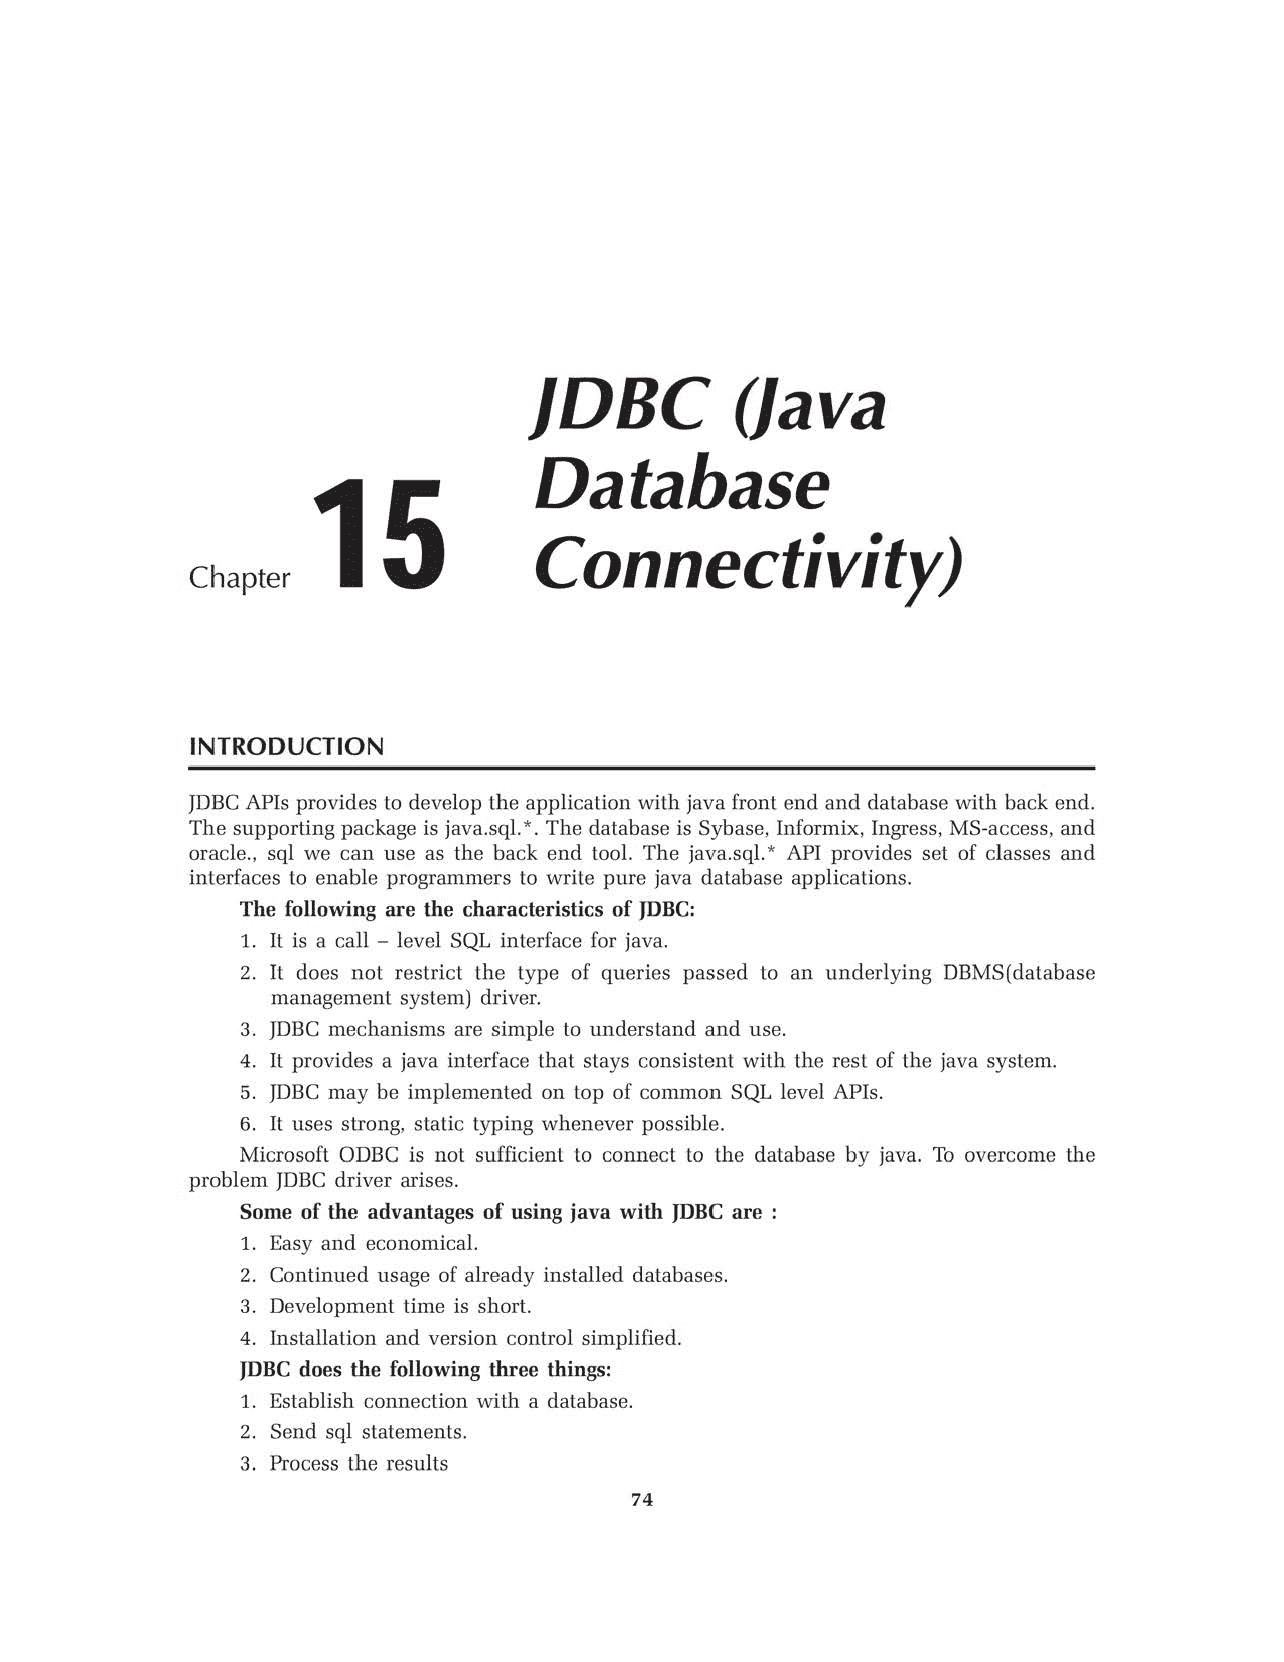 Chapter 15
JDBC (Java
Database
Connectivity)
INTRODUCTION
JDBC APIs provides to develop the application with java front end and database with back end.
The supporting package is java.sql.*. The database is Sybase, Informix, Ingress, MS-access, and
oracle., sql we can use as the back end tool. The java.sql.* API provides set of classes and
interfaces to enable programmers to write pure java database applications.
The following are the characteristics of JDBC:
1. It is a call – level SQL interface for java.
2. It does not restrict the type of queries passed to an underlying DBMS(database
management system) driver.
3. JDBC mechanisms are simple to understand and use.
4. It provides a java interface that stays consistent with the rest of the java system.
5. JDBC may be implemented on top of common SQL level APIs.
6. It uses strong, static typing whenever possible.
Microsoft ODBC is not sufficient to connect to the database by java. To overcome the
problem JDBC driver arises.
Some of the advantages of using java with JDBC are :
1. Easy and economical.
2. Continued usage of already installed databases.
3. Development time is short.
4. Installation and version control simplified.
JDBC does the following three things:
1. Establish connection with a database.
2. Send sql statements.
3. Process the results
74